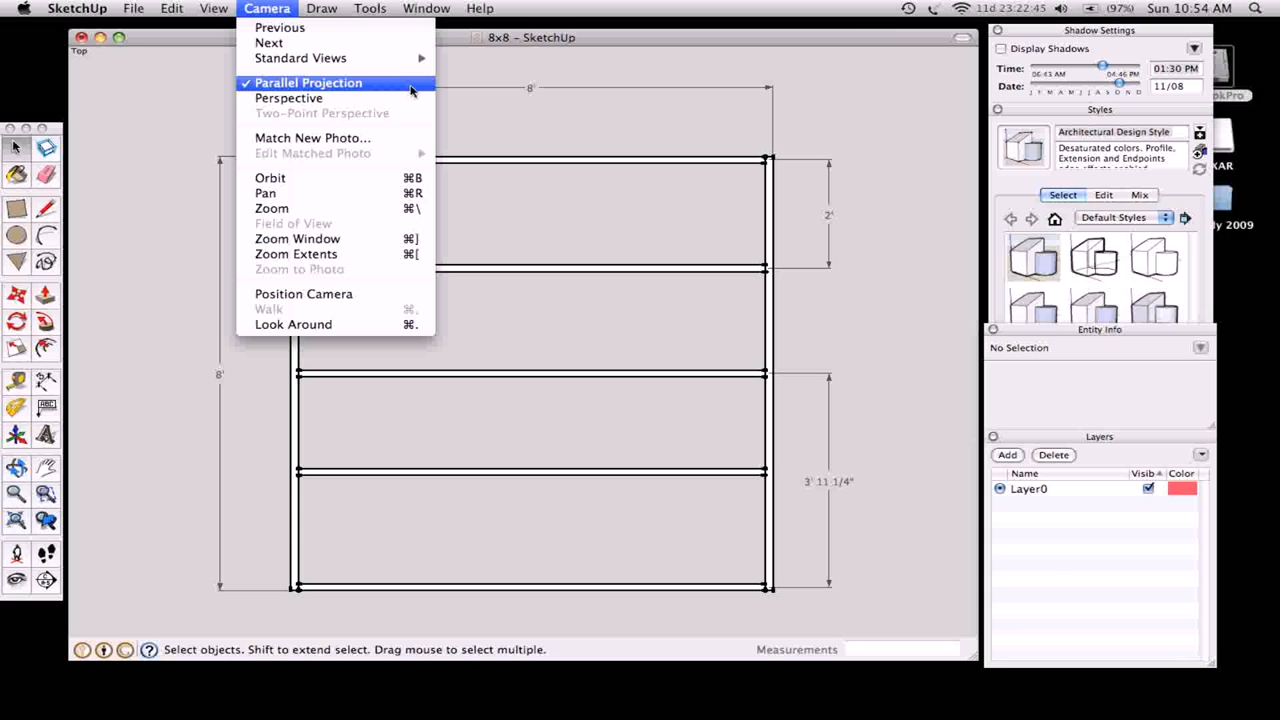 SketchUp File Edit View Camera Draw Tools Window Help 11d 23:22:45 (97%) Sun 10:54 AM
8x8 - SketchUp
Top
Previous
Next
Standard Views
✓ Parallel Projection
Perspective
Two-Point Perspective
Match New Photo...
Edit Matched Photo
Orbit ⌘B
Pan ⌘R
Zoom ⌘\
Field of View
Zoom Window ⌘]
Zoom Extents ⌘[
Zoom to Photo
Position Camera
Walk ⌘,
Look Around ⌘.
8'
2'
8'
3' 11 1/4"
Select objects. Shift to extend select. Drag mouse to select multiple. Measurements
Shadow Settings
Display Shadows
Time: 06:43 AM 04:46 PM 01:30 PM
Date: J F M A M J J A S O N D 11/08
Styles
Architectural Design Style
Desaturated colors. Profile,
Extension and Endpoints
Select Edit Mix
Default Styles
Entity Info
No Selection
Layers
Add Delete
Name Visib Color
Layer0
okPro
KAR
ly 2009